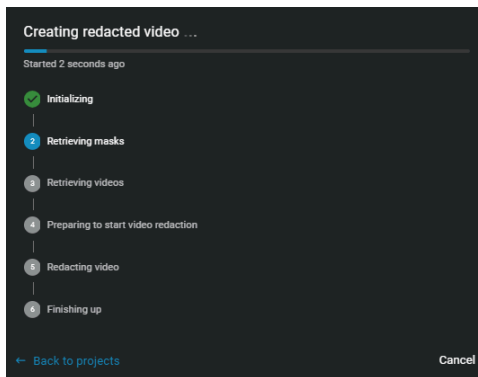 Creating redacted video ...
Started 2 seconds ago
Initializing
2 Retrieving masks
3 Retrieving videos
4 Preparing to start video redaction
5 Redacting video
6 Finishing up
← Back to projects
Cancel